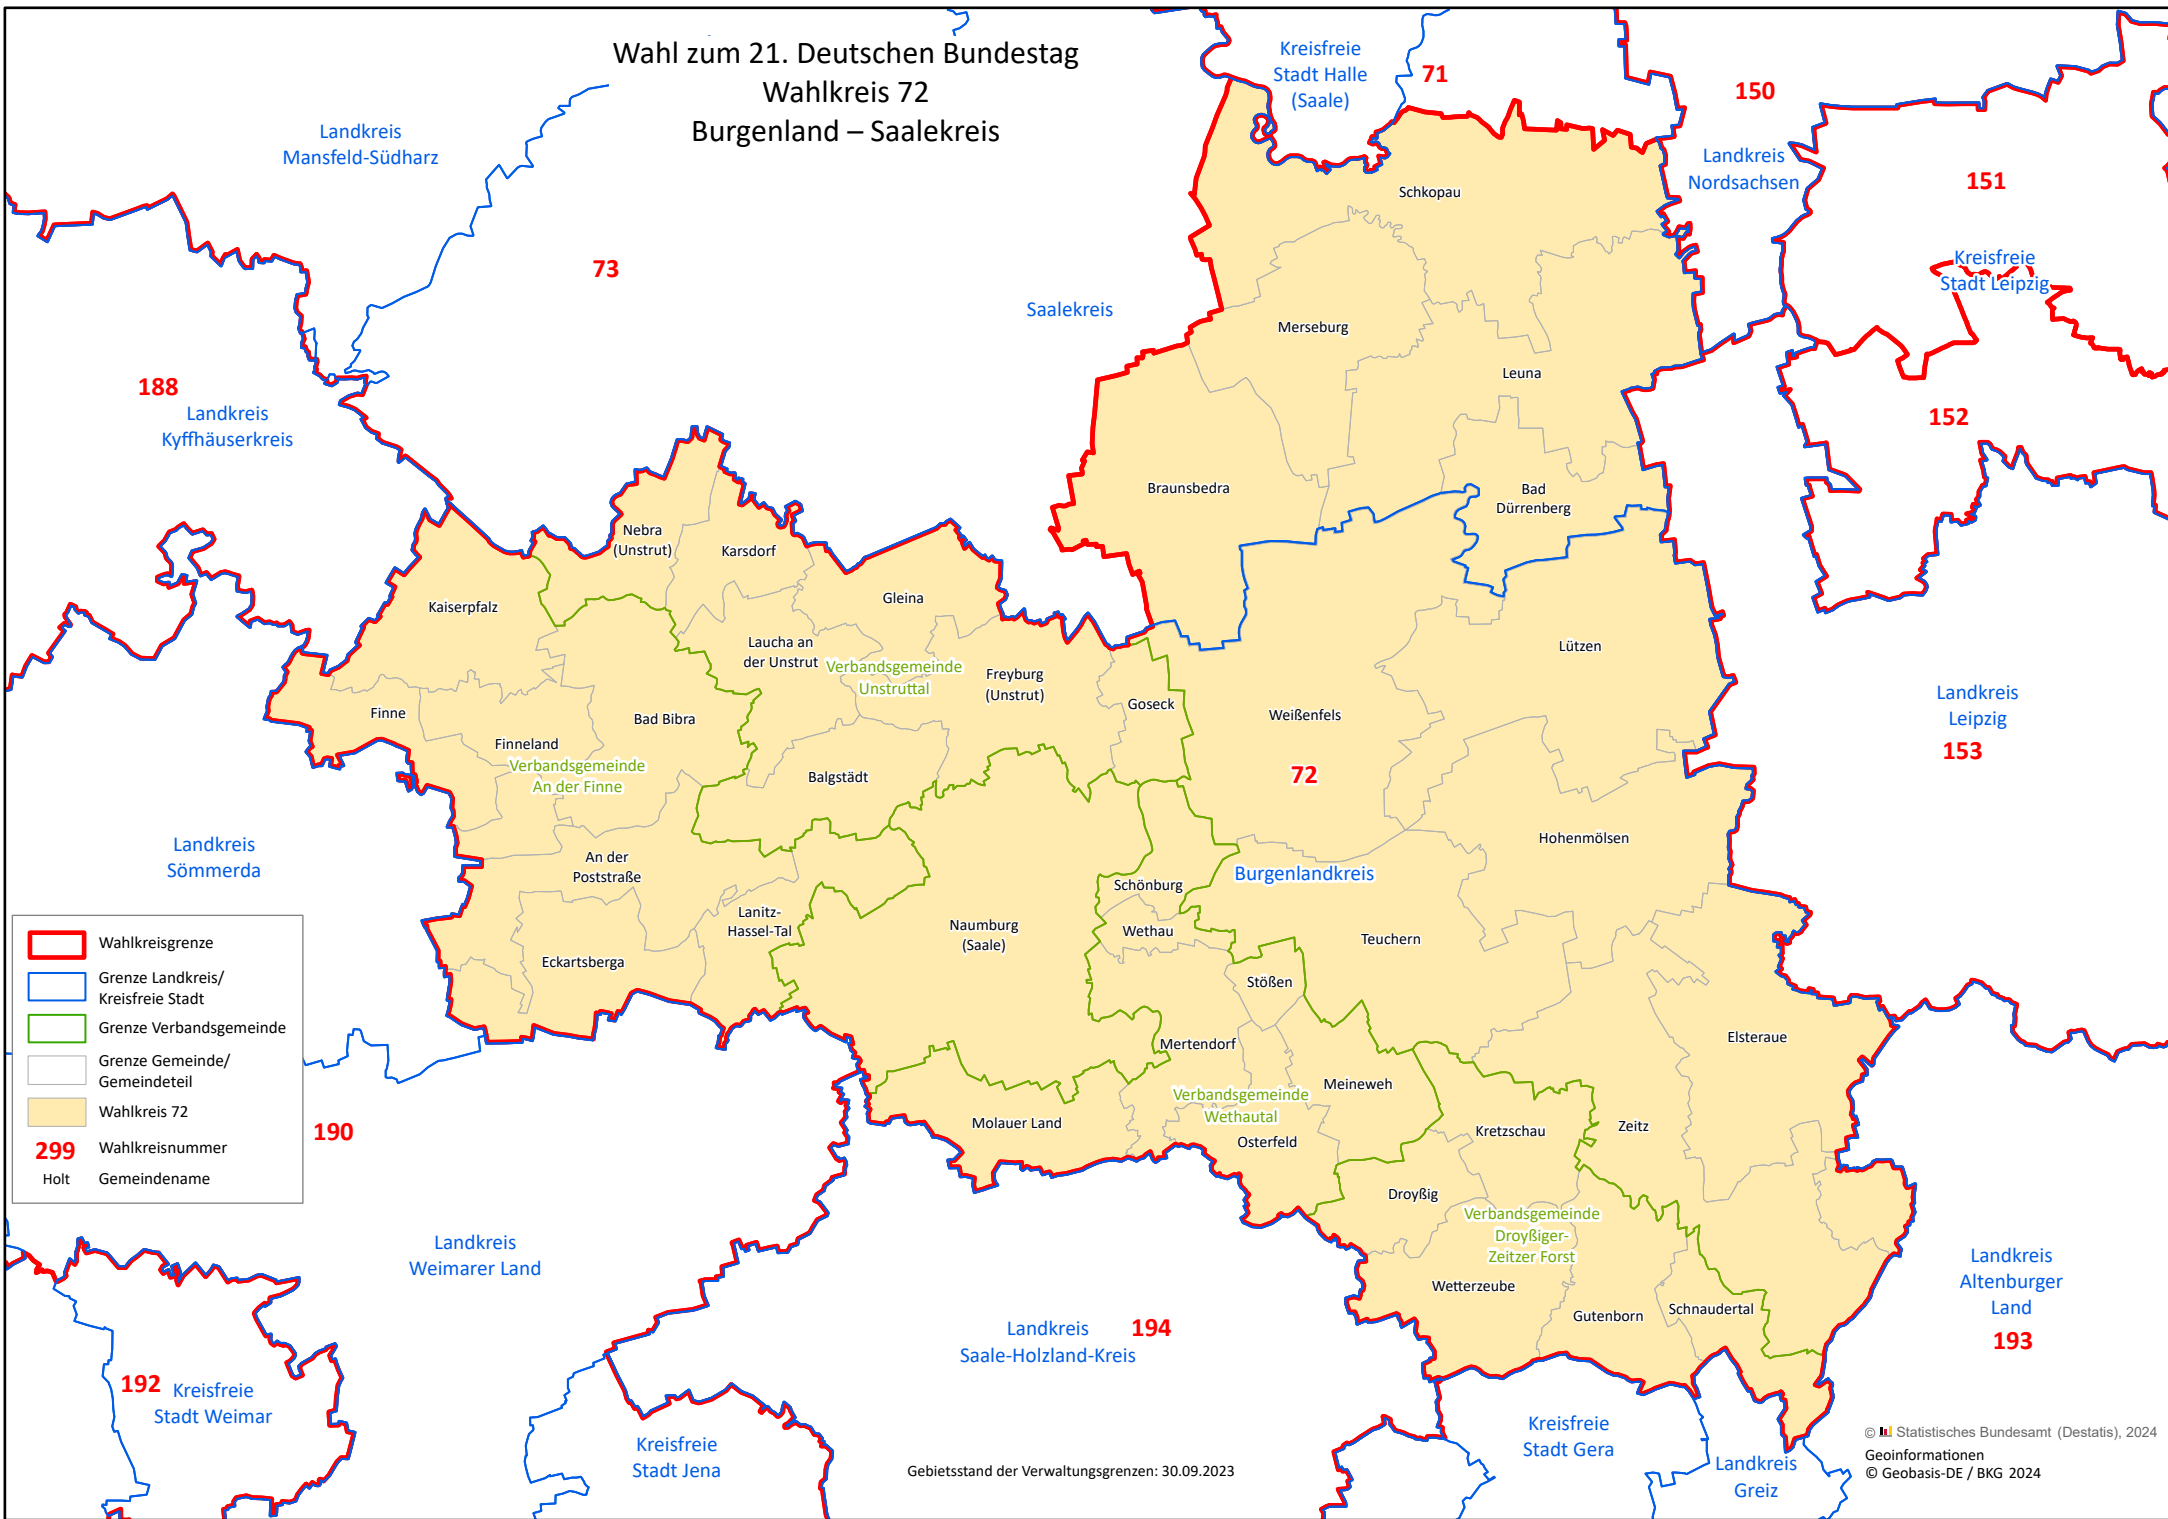 Wahl zum 21. Deutschen Bundestag
Wahlkreis 72
Burgenland – Saalekreis
Kreisfreie
Stadt Halle
(Saale)
71
150
Landkreis
Mansfeld-Südharz
Landkreis
Nordsachsen
151
Schkopau
73
Kreisfreie
Stadt Leipzig
Saalekreis
Merseburg
188
Landkreis
Kyffhäuserkreis
Leuna
152
Braunsbedra
Bad
Dürrenberg
Nebra
(Unstrut)
Karsdorf
Kaiserpfalz
Gleina
Laucha an
der Unstrut
Verbandsgemeinde
Unstruttal
Freyburg
(Unstrut)
Lützen
Goseck
Weißenfels
Landkreis
Leipzig
153
Finne
Bad Bibra
Finneland
Verbandsgemeinde
An der Finne
Balgstädt
72
Landkreis
Sömmerda
An der
Poststraße
Hohenmölsen
Burgenlandkreis
Schönburg
Lanitz-
Hassel-Tal
Naumburg
(Saale)
Wethau
Teuchern
Eckartsberga
Stößen
Wahlkreisgrenze
Grenze Landkreis/
Kreisfreie Stadt
Grenze Verbandsgemeinde
Grenze Gemeinde/
Gemeindeteil
Wahlkreis 72
299 Wahlkreisnummer
Holt Gemeindename
Elsteraue
Mertendorf
Meineweh
Verbandsgemeinde
Wethautal
Molauer Land
Osterfeld
Kretzschau
Zeitz
190
Droyßig
Verbandsgemeinde
Droyßiger-
Zeitzer Forst
Landkreis
Weimarer Land
Wetterzeube
Gutenborn
Schnaudertal
Landkreis
Altenburger
Land
193
Landkreis
Saale-Holzland-Kreis
194
192
Kreisfreie
Stadt Weimar
Kreisfreie
Stadt Jena
Kreisfreie
Stadt Gera
Landkreis
Greiz
Gebietsstand der Verwaltungsgrenzen: 30.09.2023
© Statistisches Bundesamt (Destatis), 2024
Geoinformationen
© Geobasis-DE / BKG 2024